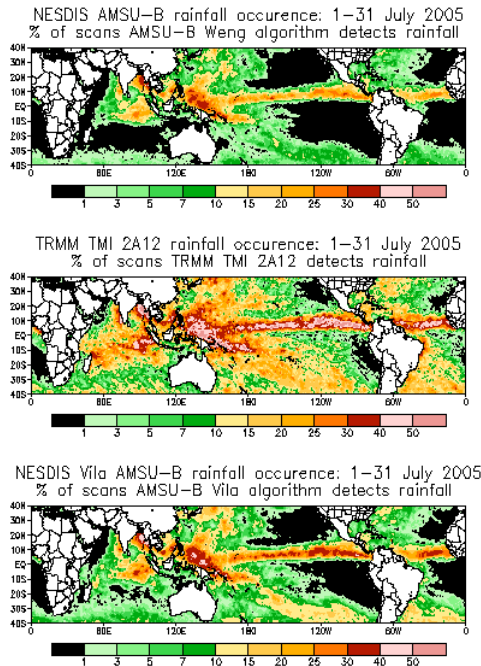 NESDIS AMSU-B rainfall occurence: 1-31 July 2005
% of scans AMSU-B Weng algorithm detects rainfall
40N
30N
20N
10N
EQ
10S
20S
30S
40S
0 60E 120E 180 120W 60W 0
1 3 5 7 10 15 20 25 30 40 50
TRMM TMI 2A12 rainfall occurence: 1-31 July 2005
% of scans TRMM TMI 2A12 detects rainfall
40N
30N
20N
10N
EQ
10S
20S
30S
40S
0 60E 120E 180 120W 60W 0
1 3 5 7 10 15 20 25 30 40 50
NESDIS Vila AMSU-B rainfall occurence: 1-31 July 2005
% of scans AMSU-B Vila algorithm detects rainfall
40N
30N
20N
10N
EQ
10S
20S
30S
40S
0 60E 120E 180 120W 60W 0
1 3 5 7 10 15 20 25 30 40 50